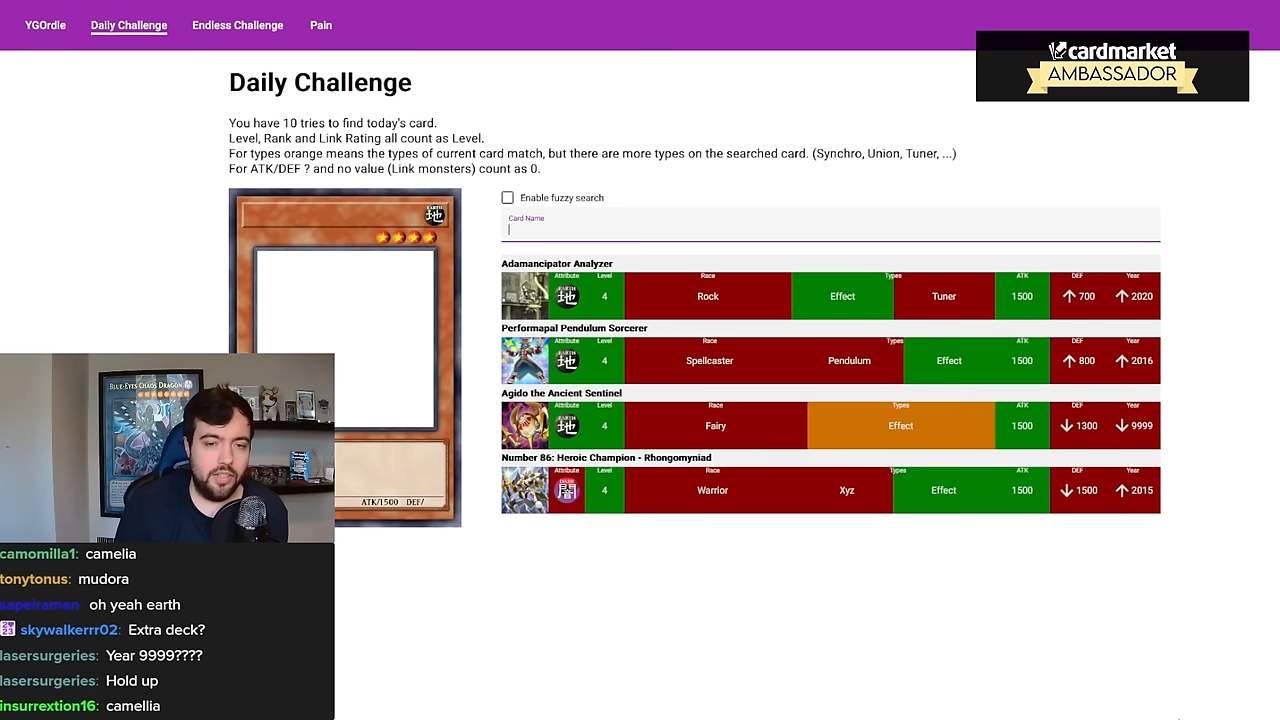 YGOrdle Daily Challenge Endless Challenge Pain
cardmarket
AMBASSADOR
Daily Challenge
You have 10 tries to find today's card.
Level, Rank and Link Rating all count as Level.
For types orange means the types of current card match, but there are more types on the searched card. (Synchro, Union, Tuner, ...)
For ATK/DEF ? and no value (Link monsters) count as 0.
EARTH
地
ATK/1500 DEF/
Enable fuzzy search
Card Name
Adamancipator Analyzer
Attribute Level Race Types ATK DEF Year
EARTH 地 4 Rock Effect Tuner 1500 700 2020
Performapal Pendulum Sorcerer
Attribute Level Race Types ATK DEF Year
EARTH 地 4 Spellcaster Pendulum Effect 1500 800 2016
Agido the Ancient Sentinel
Attribute Level Race Types ATK DEF Year
EARTH 地 4 Fairy Effect 1500 1300 9999
Number 86: Heroic Champion - Rhongomyniad
Attribute Level Race Types ATK DEF Year
DARK 闇 4 Warrior Xyz Effect 1500 1500 2015
BLUE-EYES CHAOS DRAGON
camomilla1: camelia
tonytonus: mudora
sapeiraman oh yeah earth
skywalkerrr02: Extra deck?
lasersurgeries: Year 9999????
lasersurgeries: Hold up
insurrextion16: camellia